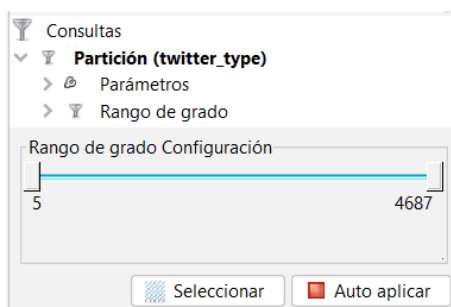 Consultas
Partición (twitter_type)
Parámetros
Rango de grado
Rango de grado Configuración
5 4687
Seleccionar Auto aplicar